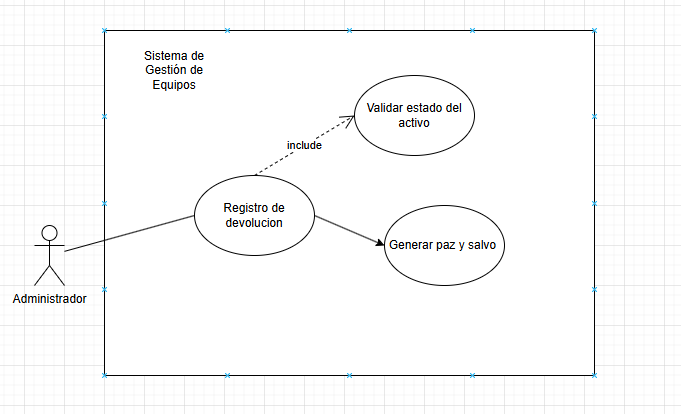 Sistema de
Gestión de
Equipos
Validar estado del
activo
include
Registro de
devolucion
Generar paz y salvo
Administrador